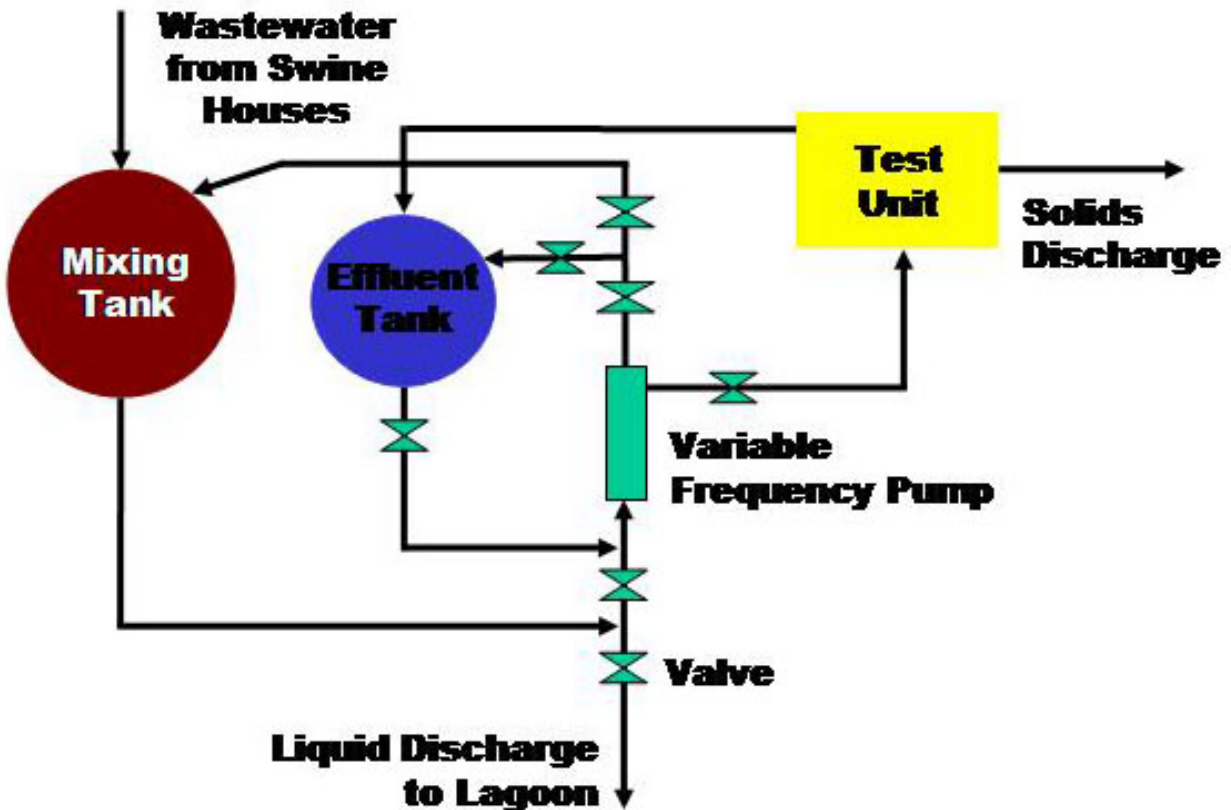 Wastewater
from Swine
Houses
Test
Unit
Solids
Discharge
Mixing
Tank
Effluent
Tank
Variable
Frequency Pump
Valve
Liquid Discharge
to Lagoon